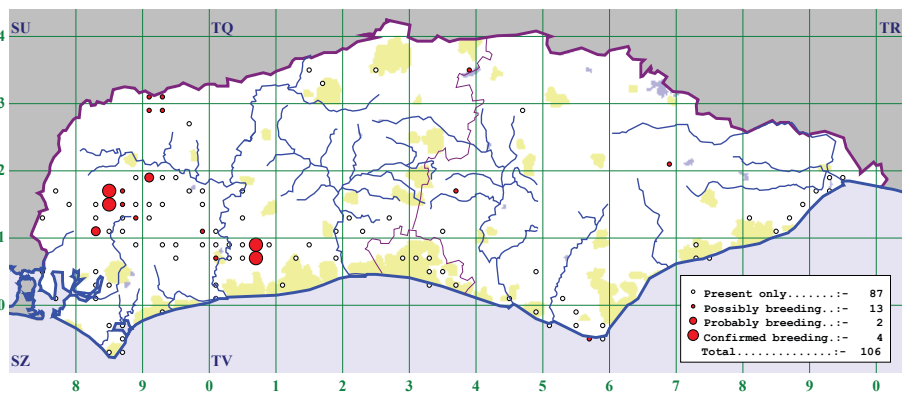 SU TQ TR
4
3
2
1
0
Present only.......:- 87
Possibly breeding..:- 13
Probably breeding..:- 2
Confirmed breeding.:- 4
Total..............:- 106
SZ TV
8 9 0 1 2 3 4 5 6 7 8 9 0